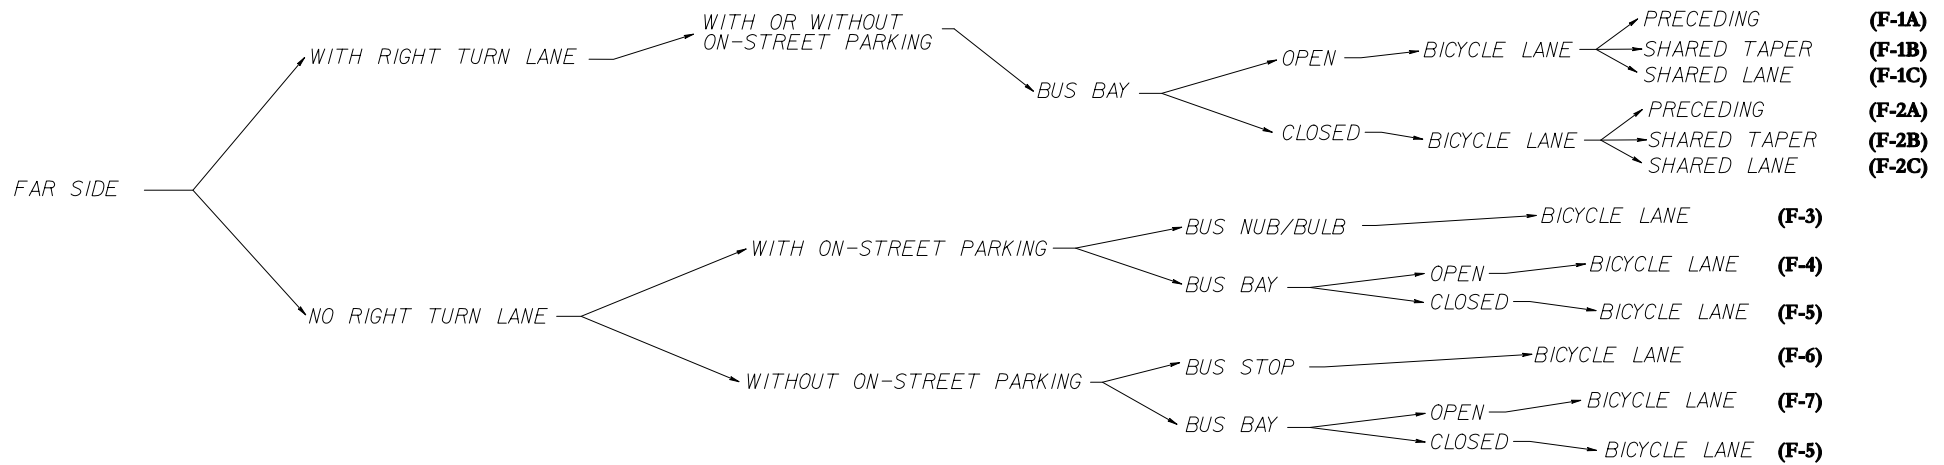 FAR SIDE
WITH RIGHT TURN LANE
WITH OR WITHOUT
ON-STREET PARKING
BUS BAY
OPEN
BICYCLE LANE
PRECEDING (F-1A)
SHARED TAPER (F-1B)
SHARED LANE (F-1C)
CLOSED
BICYCLE LANE
PRECEDING (F-2A)
SHARED TAPER (F-2B)
SHARED LANE (F-2C)
NO RIGHT TURN LANE
WITH ON-STREET PARKING
BUS NUB/BULB
BICYCLE LANE (F-3)
BUS BAY
OPEN
BICYCLE LANE (F-4)
CLOSED
BICYCLE LANE (F-5)
WITHOUT ON-STREET PARKING
BUS STOP
BICYCLE LANE (F-6)
BUS BAY
OPEN
BICYCLE LANE (F-7)
CLOSED
BICYCLE LANE (F-5)